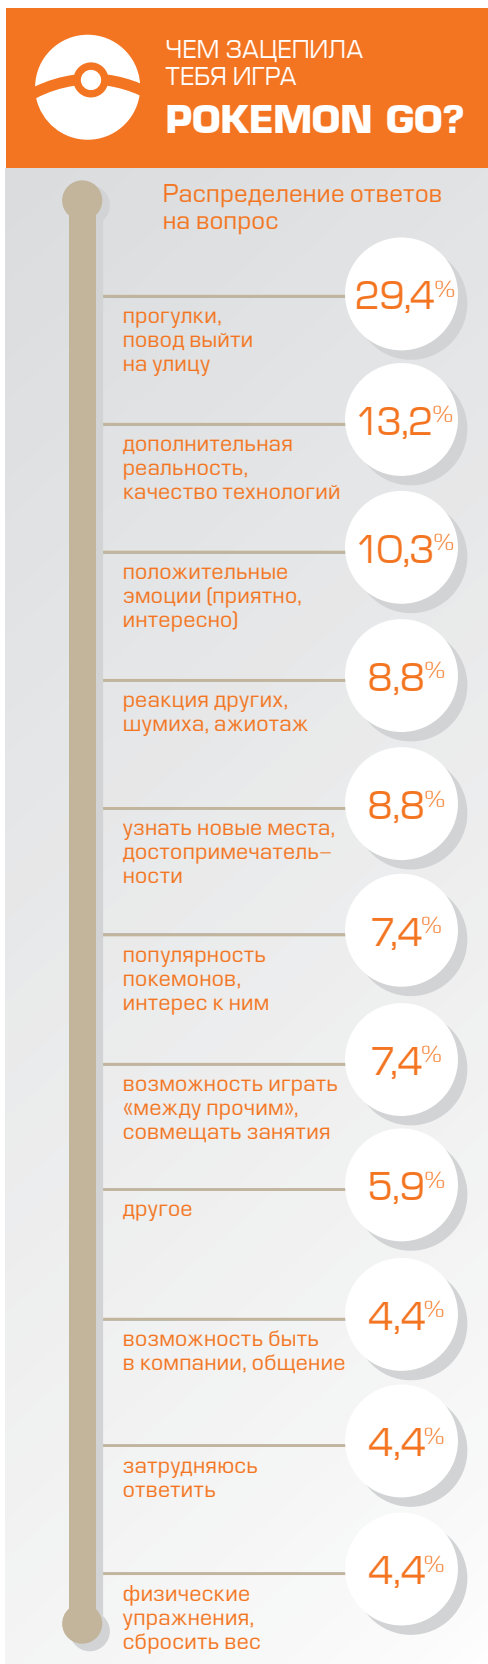 ЧЕМ ЗАЦЕПИЛА
ТЕБЯ ИГРА
POKEMON GO?
Распределение ответов
на вопрос
29,4%
прогулки,
повод выйти
на улицу
13,2%
дополнительная
реальность,
качество технологий
10,3%
положительные
эмоции (приятно,
интересно)
8,8%
реакция других,
шумиха, ажиотаж
8,8%
узнать новые места,
достопримечатель–
ности
7,4%
популярность
покемонов,
интерес к ним
7,4%
возможность играть
«между прочим»,
совмещать занятия
5,9%
другое
4,4%
возможность быть
в компании, общение
4,4%
затрудняюсь
ответить
4,4%
физические
упражнения,
сбросить вес